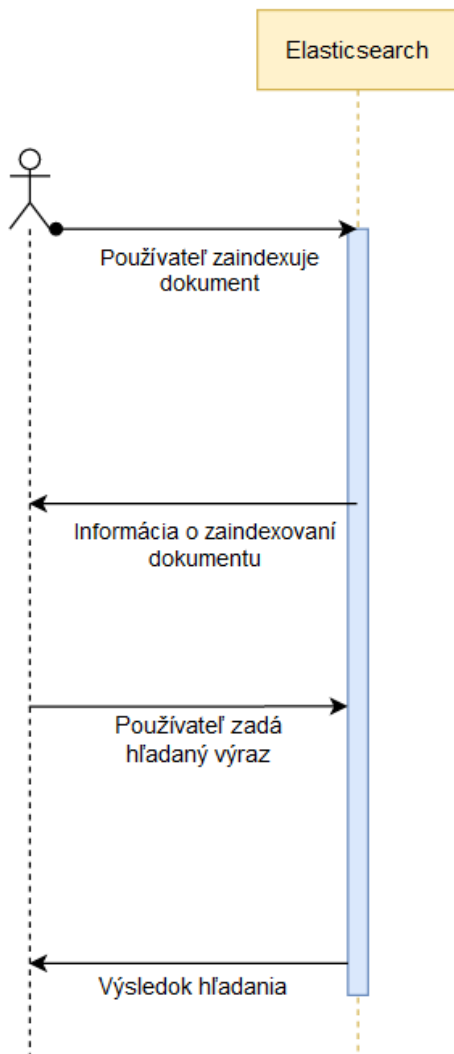 Elasticsearch
Používateľ zaindexuje
dokument
Informácia o zaindexovaní
dokumentu
Používateľ zadá
hľadaný výraz
Výsledok hľadania